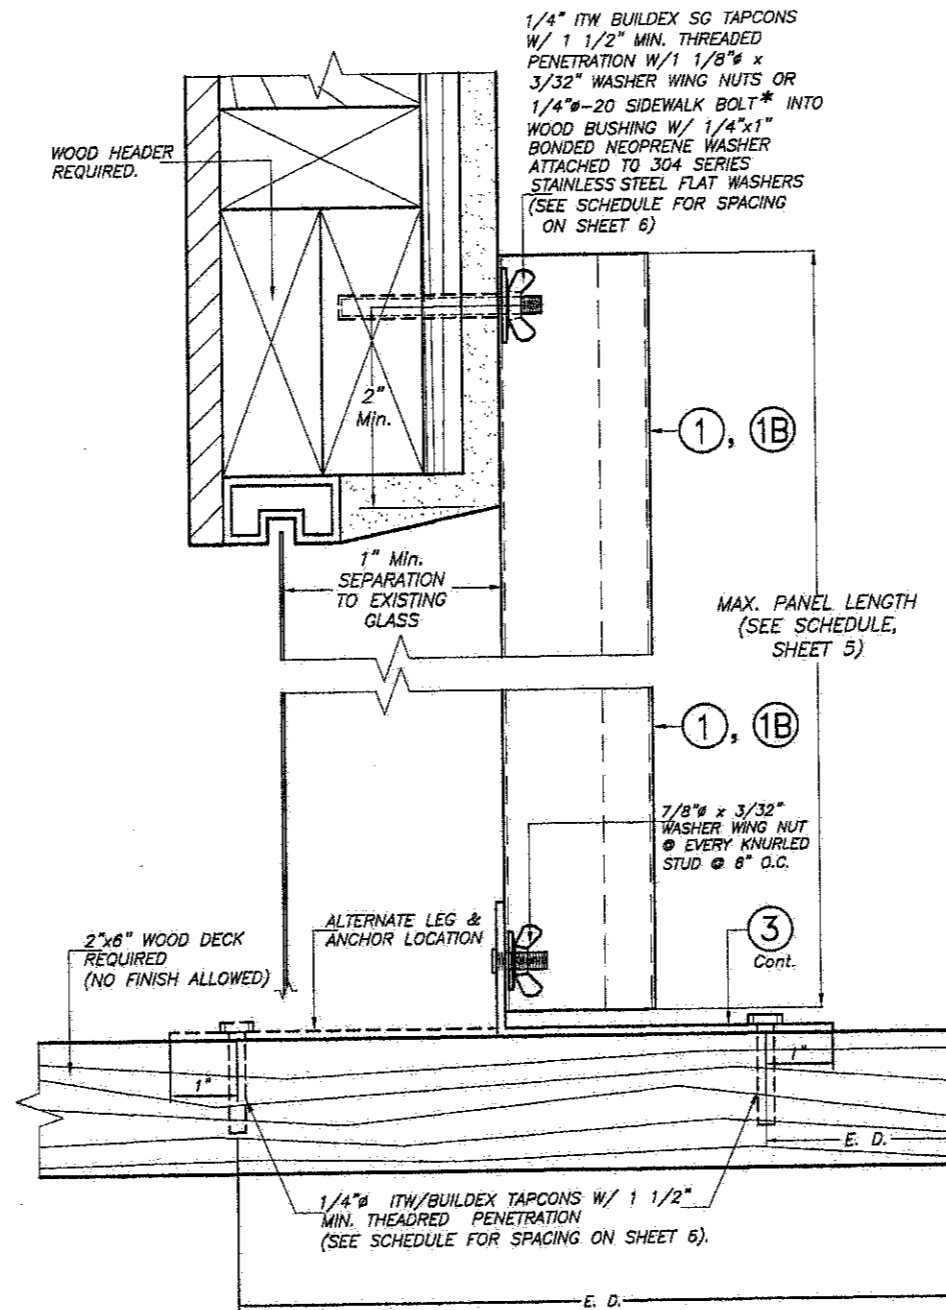 1/4" ITW BUILDEX SG TAPCONS
W/ 1 1/2" MIN. THREADED
PENETRATION W/1 1/8"ø x
3/32" WASHER WING NUTS OR
1/4"ø-20 SIDEWALK BOLT* INTO
WOOD BUSHING W/ 1/4"x1"
BONDED NEOPRENE WASHER
ATTACHED TO 304 SERIES
STAINLESS STEEL FLAT WASHERS
(SEE SCHEDULE FOR SPACING
ON SHEET 6)
WOOD HEADER
REQUIRED.
2"
Min.
1, 1B
1" Min.
SEPARATION
TO EXISTING
GLASS
MAX. PANEL LENGTH
(SEE SCHEDULE,
SHEET 5)
1, 1B
7/8"ø x 3/32"
WASHER WING NUT
@ EVERY KNURLED
STUD @ 6" O.C.
ALTERNATE LEG &
ANCHOR LOCATION
2"x6" WOOD DECK
REQUIRED
(NO FINISH ALLOWED)
3
Cont.
1"
1"
E. D.
1/4"ø ITW/BUILDEX TAPCONS W/ 1 1/2"
MIN. THEADRED PENETRATION
(SEE SCHEDULE FOR SPACING ON SHEET 6).
E. D.